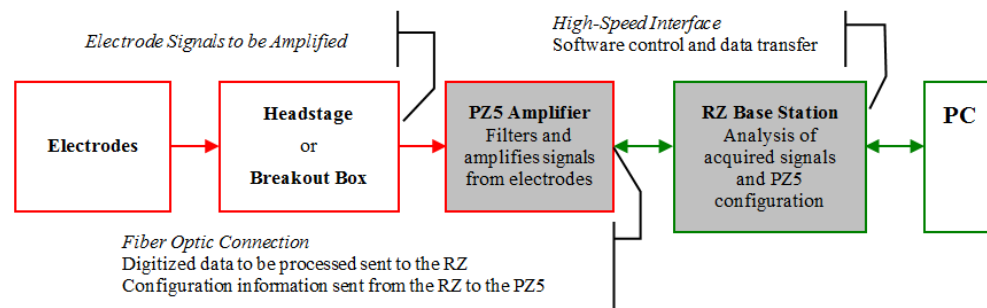 Electrode Signals to be Amplified
High-Speed Interface
Software control and data transfer
Electrodes
Headstage
or
Breakout Box
PZ5 Amplifier
Filters and
amplifies signals
from electrodes
RZ Base Station
Analysis of
acquired signals
and PZ5
configuration
PC
Fiber Optic Connection
Digitized data to be processed sent to the RZ
Configuration information sent from the RZ to the PZ5